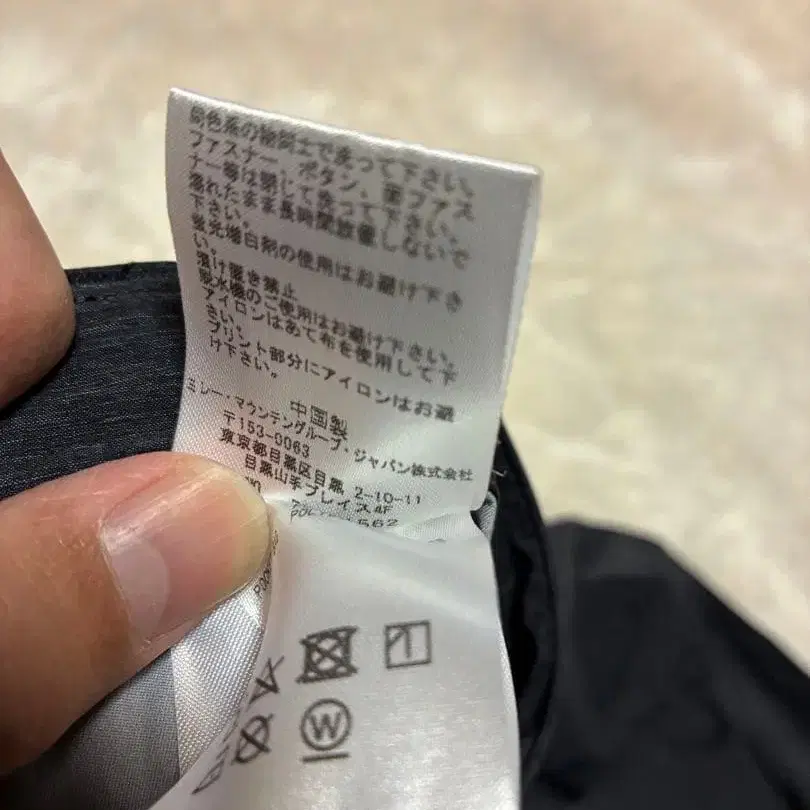 同色系の物同士で洗って下さい。
ファスナー、ボタン、面ファス
ナー等は閉じて洗って下さい。
濡れたまま長時間放置しないで
下さい。
蛍光増白剤の使用はお避け下さ
い。
漬け置き禁止
脱水機のご使用はお避け下さい。
アイロンはあて布を使用して下
さい。
プリント部分にアイロンはお避
け下さい。
中国製
ミレー・マウンテングループ・ジャパン株式会社
〒153-0063
東京都目黒区目黒 2-10-11
目黒山手プレイス4F
W